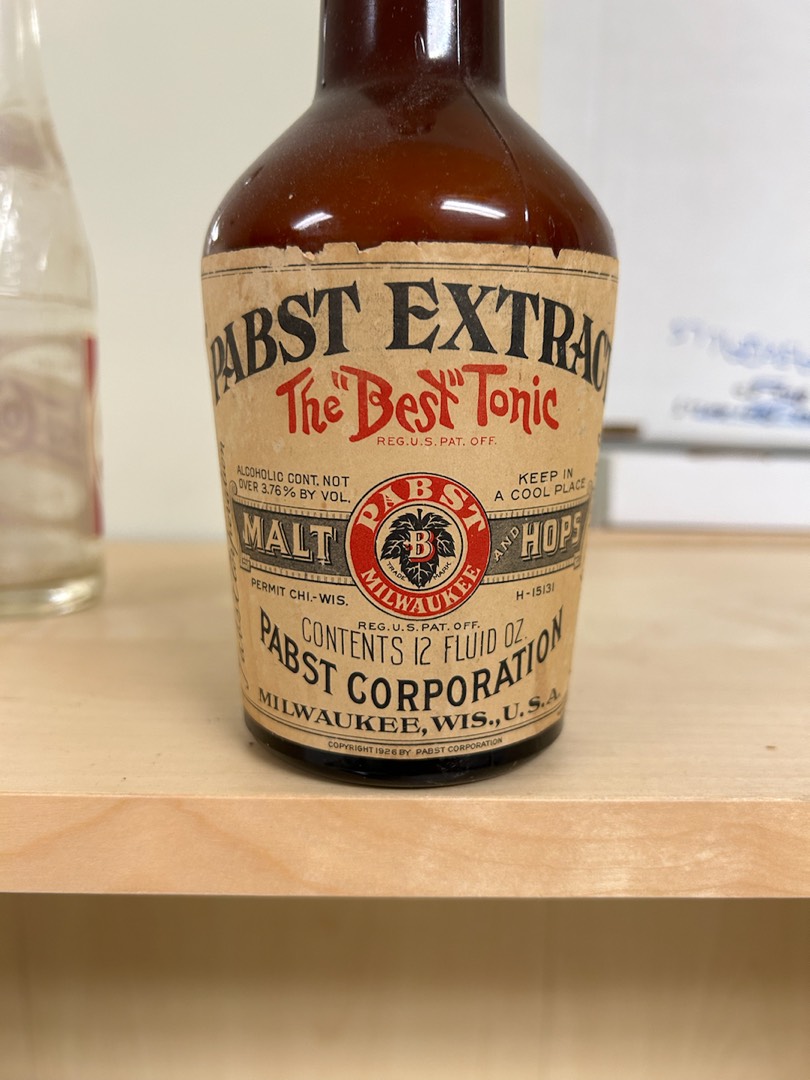 PABST EXTRACT
The "Best" Tonic
REG. U.S. PAT. OFF.
ALCOHOLIC CONT. NOT
OVER 3.76% BY VOL.
KEEP IN
A COOL PLACE
MALT AND HOPS
PABST
B
TRADE MARK
MILWAUKEE
PERMIT CHI.-WIS.
H-15131
REG. U.S. PAT. OFF.
CONTENTS 12 FLUID OZ.
PABST CORPORATION
MILWAUKEE, WIS., U.S.A.
COPYRIGHT 1926 BY PABST CORPORATION